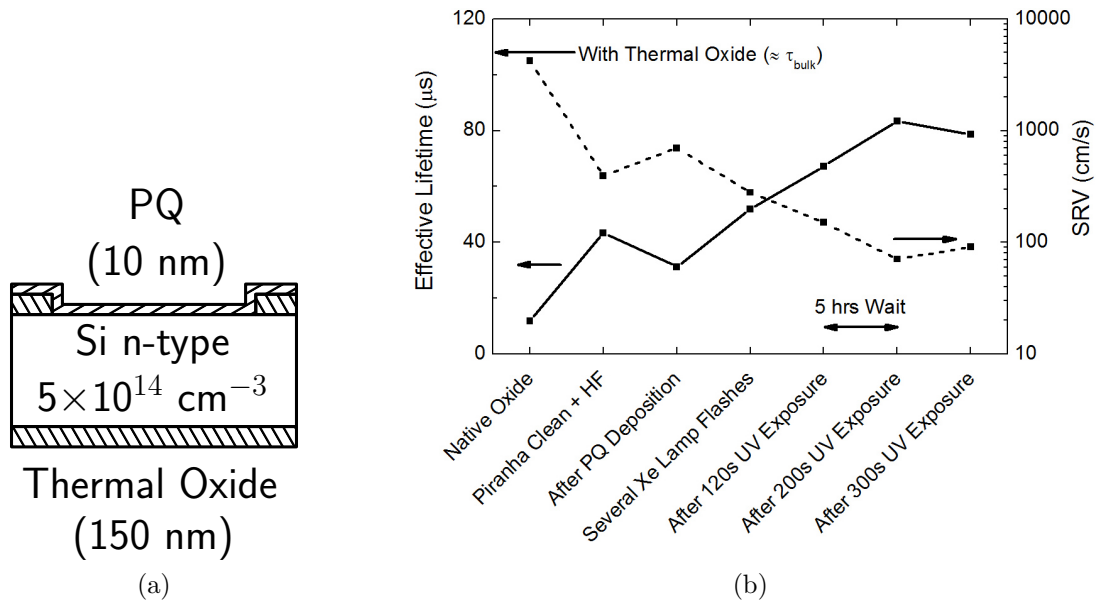 PQ
(10 nm)
Si n-type
5×10^14 cm^−3
Thermal Oxide
(150 nm)
(a)
120
80
40
0
Effective Lifetime (μs)
With Thermal Oxide (≈ τ_bulk)
5 hrs Wait
10000
1000
100
10
SRV (cm/s)
Native Oxide
Piranha Clean + HF
After PQ Deposition
Several Xe Lamp Flashes
After 120s UV Exposure
After 200s UV Exposure
After 300s UV Exposure
(b)